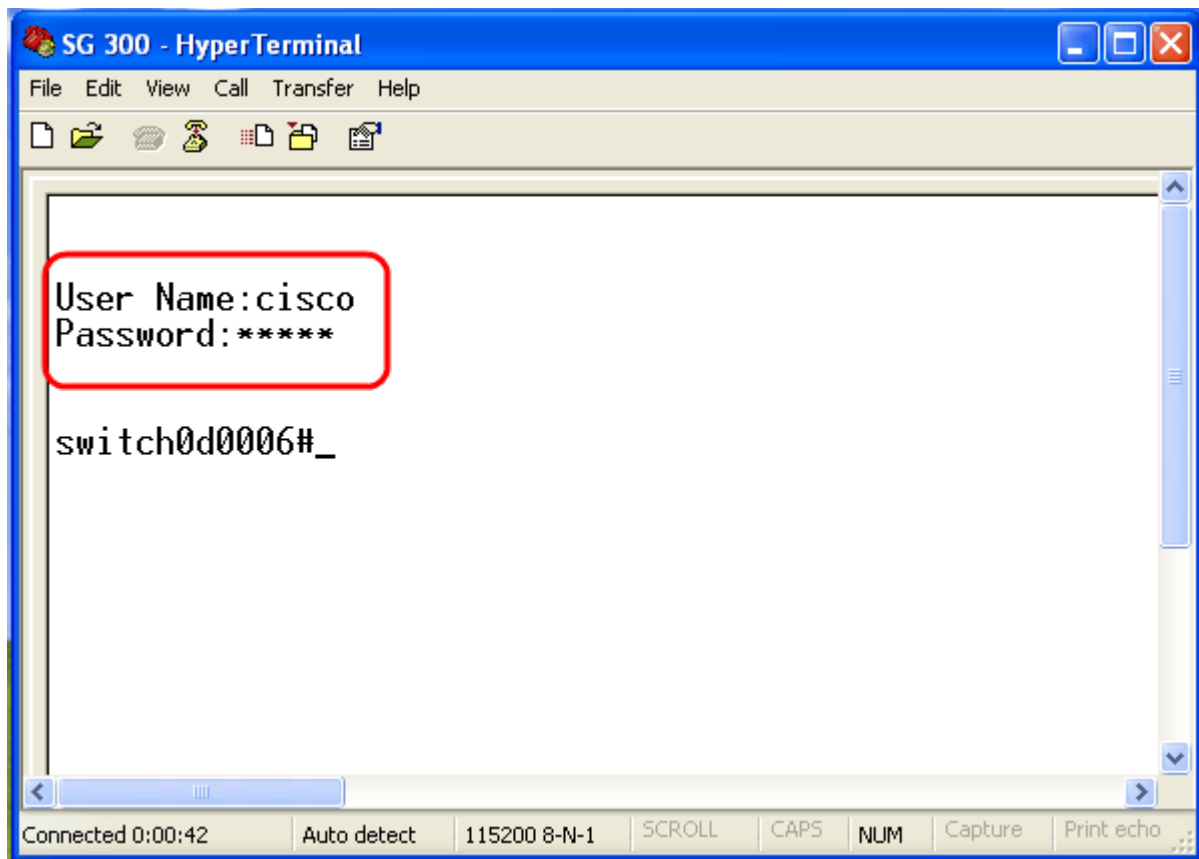 SG 300 - HyperTerminal
File Edit View Call Transfer Help
User Name:cisco
Password:*****
switch0d0006#_
Connected 0:00:42 Auto detect 115200 8-N-1 SCROLL CAPS NUM Capture Print echo